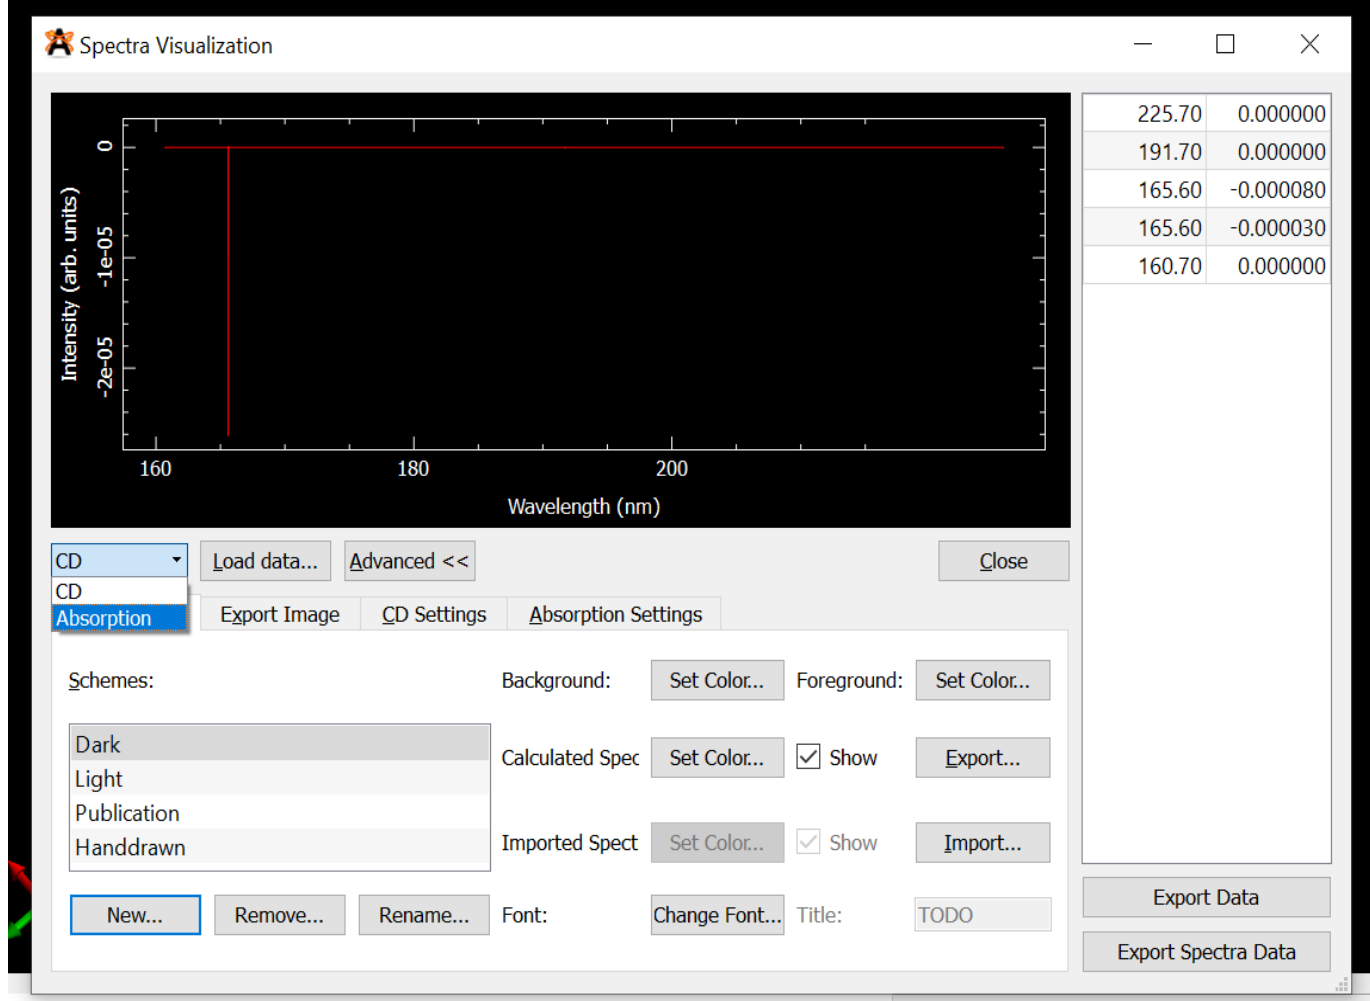 Spectra Visualization
0
-1e-05
-2e-05
Intensity (arb. units)
160 180 200
Wavelength (nm)
225.70 0.000000
191.70 0.000000
165.60 -0.000080
165.60 -0.000030
160.70 0.000000
CD Load data... Advanced << Close
CD
Absorption
Export Image CD Settings Absorption Settings
Schemes: Background: Set Color... Foreground: Set Color...
Dark
Light
Publication
Handdrawn
Calculated Spec Set Color... Show Export...
Imported Spect Set Color... Show Import...
New... Remove... Rename... Font: Change Font... Title: TODO
Export Data
Export Spectra Data